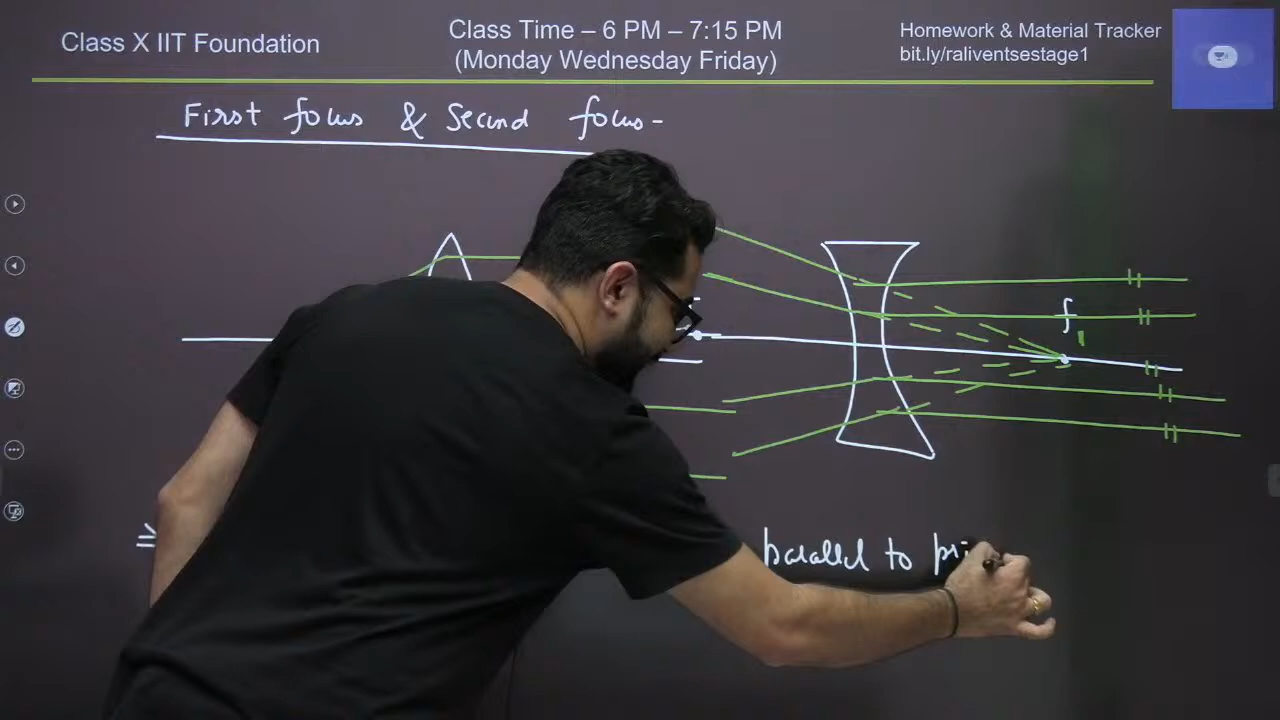 Class X IIT Foundation
Class Time – 6 PM – 7:15 PM
(Monday Wednesday Friday)
Homework & Material Tracker
bit.ly/raliventsestage1
First focus & Second focus -
f
parallel to pri